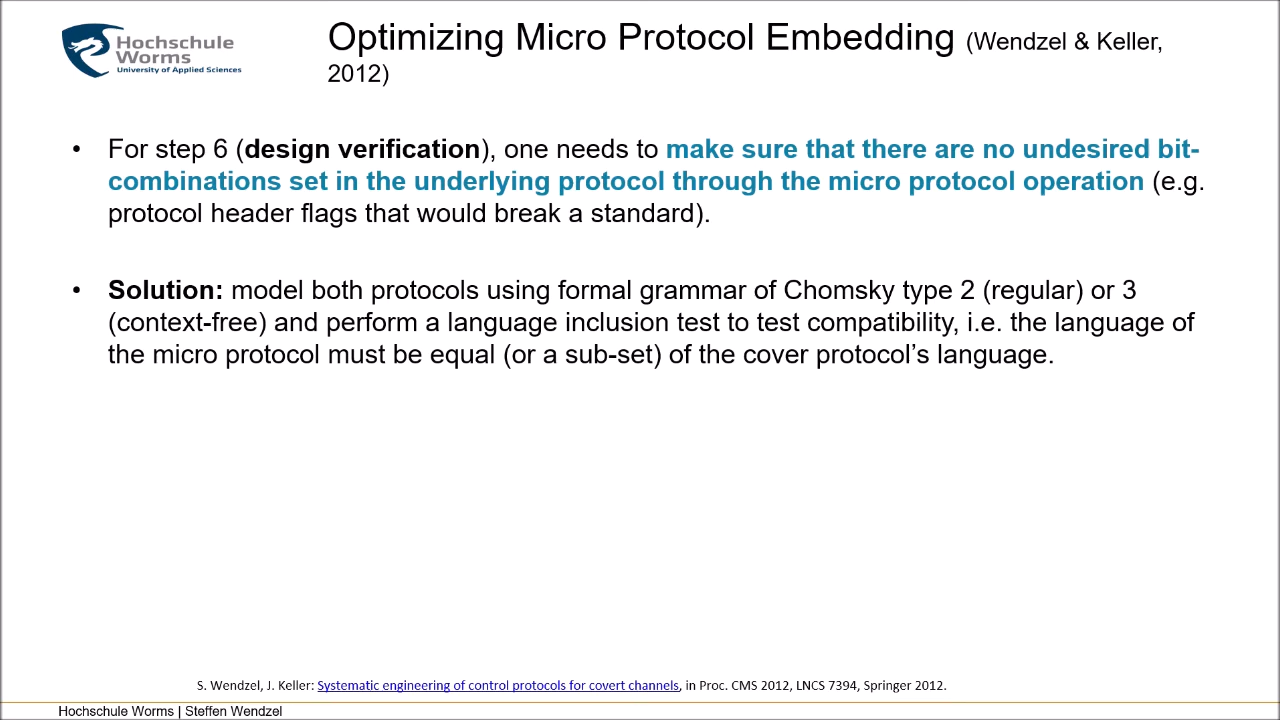 Hochschule
Worms
University of Applied Sciences
Optimizing Micro Protocol Embedding (Wendzel & Keller,
2012)
• For step 6 (design verification), one needs to make sure that there are no undesired bit-
combinations set in the underlying protocol through the micro protocol operation (e.g.
protocol header flags that would break a standard).
• Solution: model both protocols using formal grammar of Chomsky type 2 (regular) or 3
(context-free) and perform a language inclusion test to test compatibility, i.e. the language of
the micro protocol must be equal (or a sub-set) of the cover protocol’s language.
S. Wendzel, J. Keller: Systematic engineering of control protocols for covert channels, in Proc. CMS 2012, LNCS 7394, Springer 2012.
Hochschule Worms | Steffen Wendzel